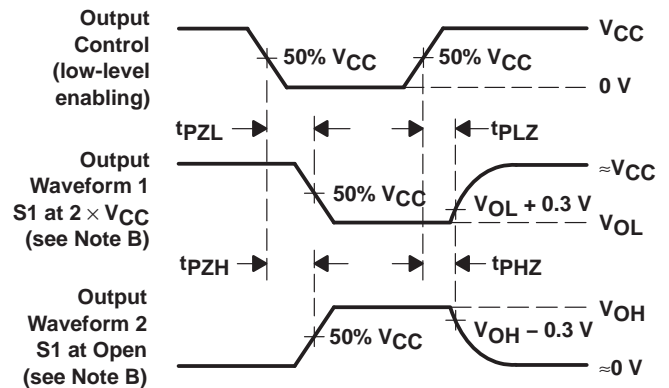 Output
Control
(low-level
enabling)
50% VCC
50% VCC
VCC
0 V
tPZL
tPLZ
Output
Waveform 1
S1 at 2 × VCC
(see Note B)
50% VCC
VOL + 0.3 V
≈VCC
VOL
tPZH
tPHZ
Output
Waveform 2
S1 at Open
(see Note B)
50% VCC
VOH − 0.3 V
VOH
≈0 V